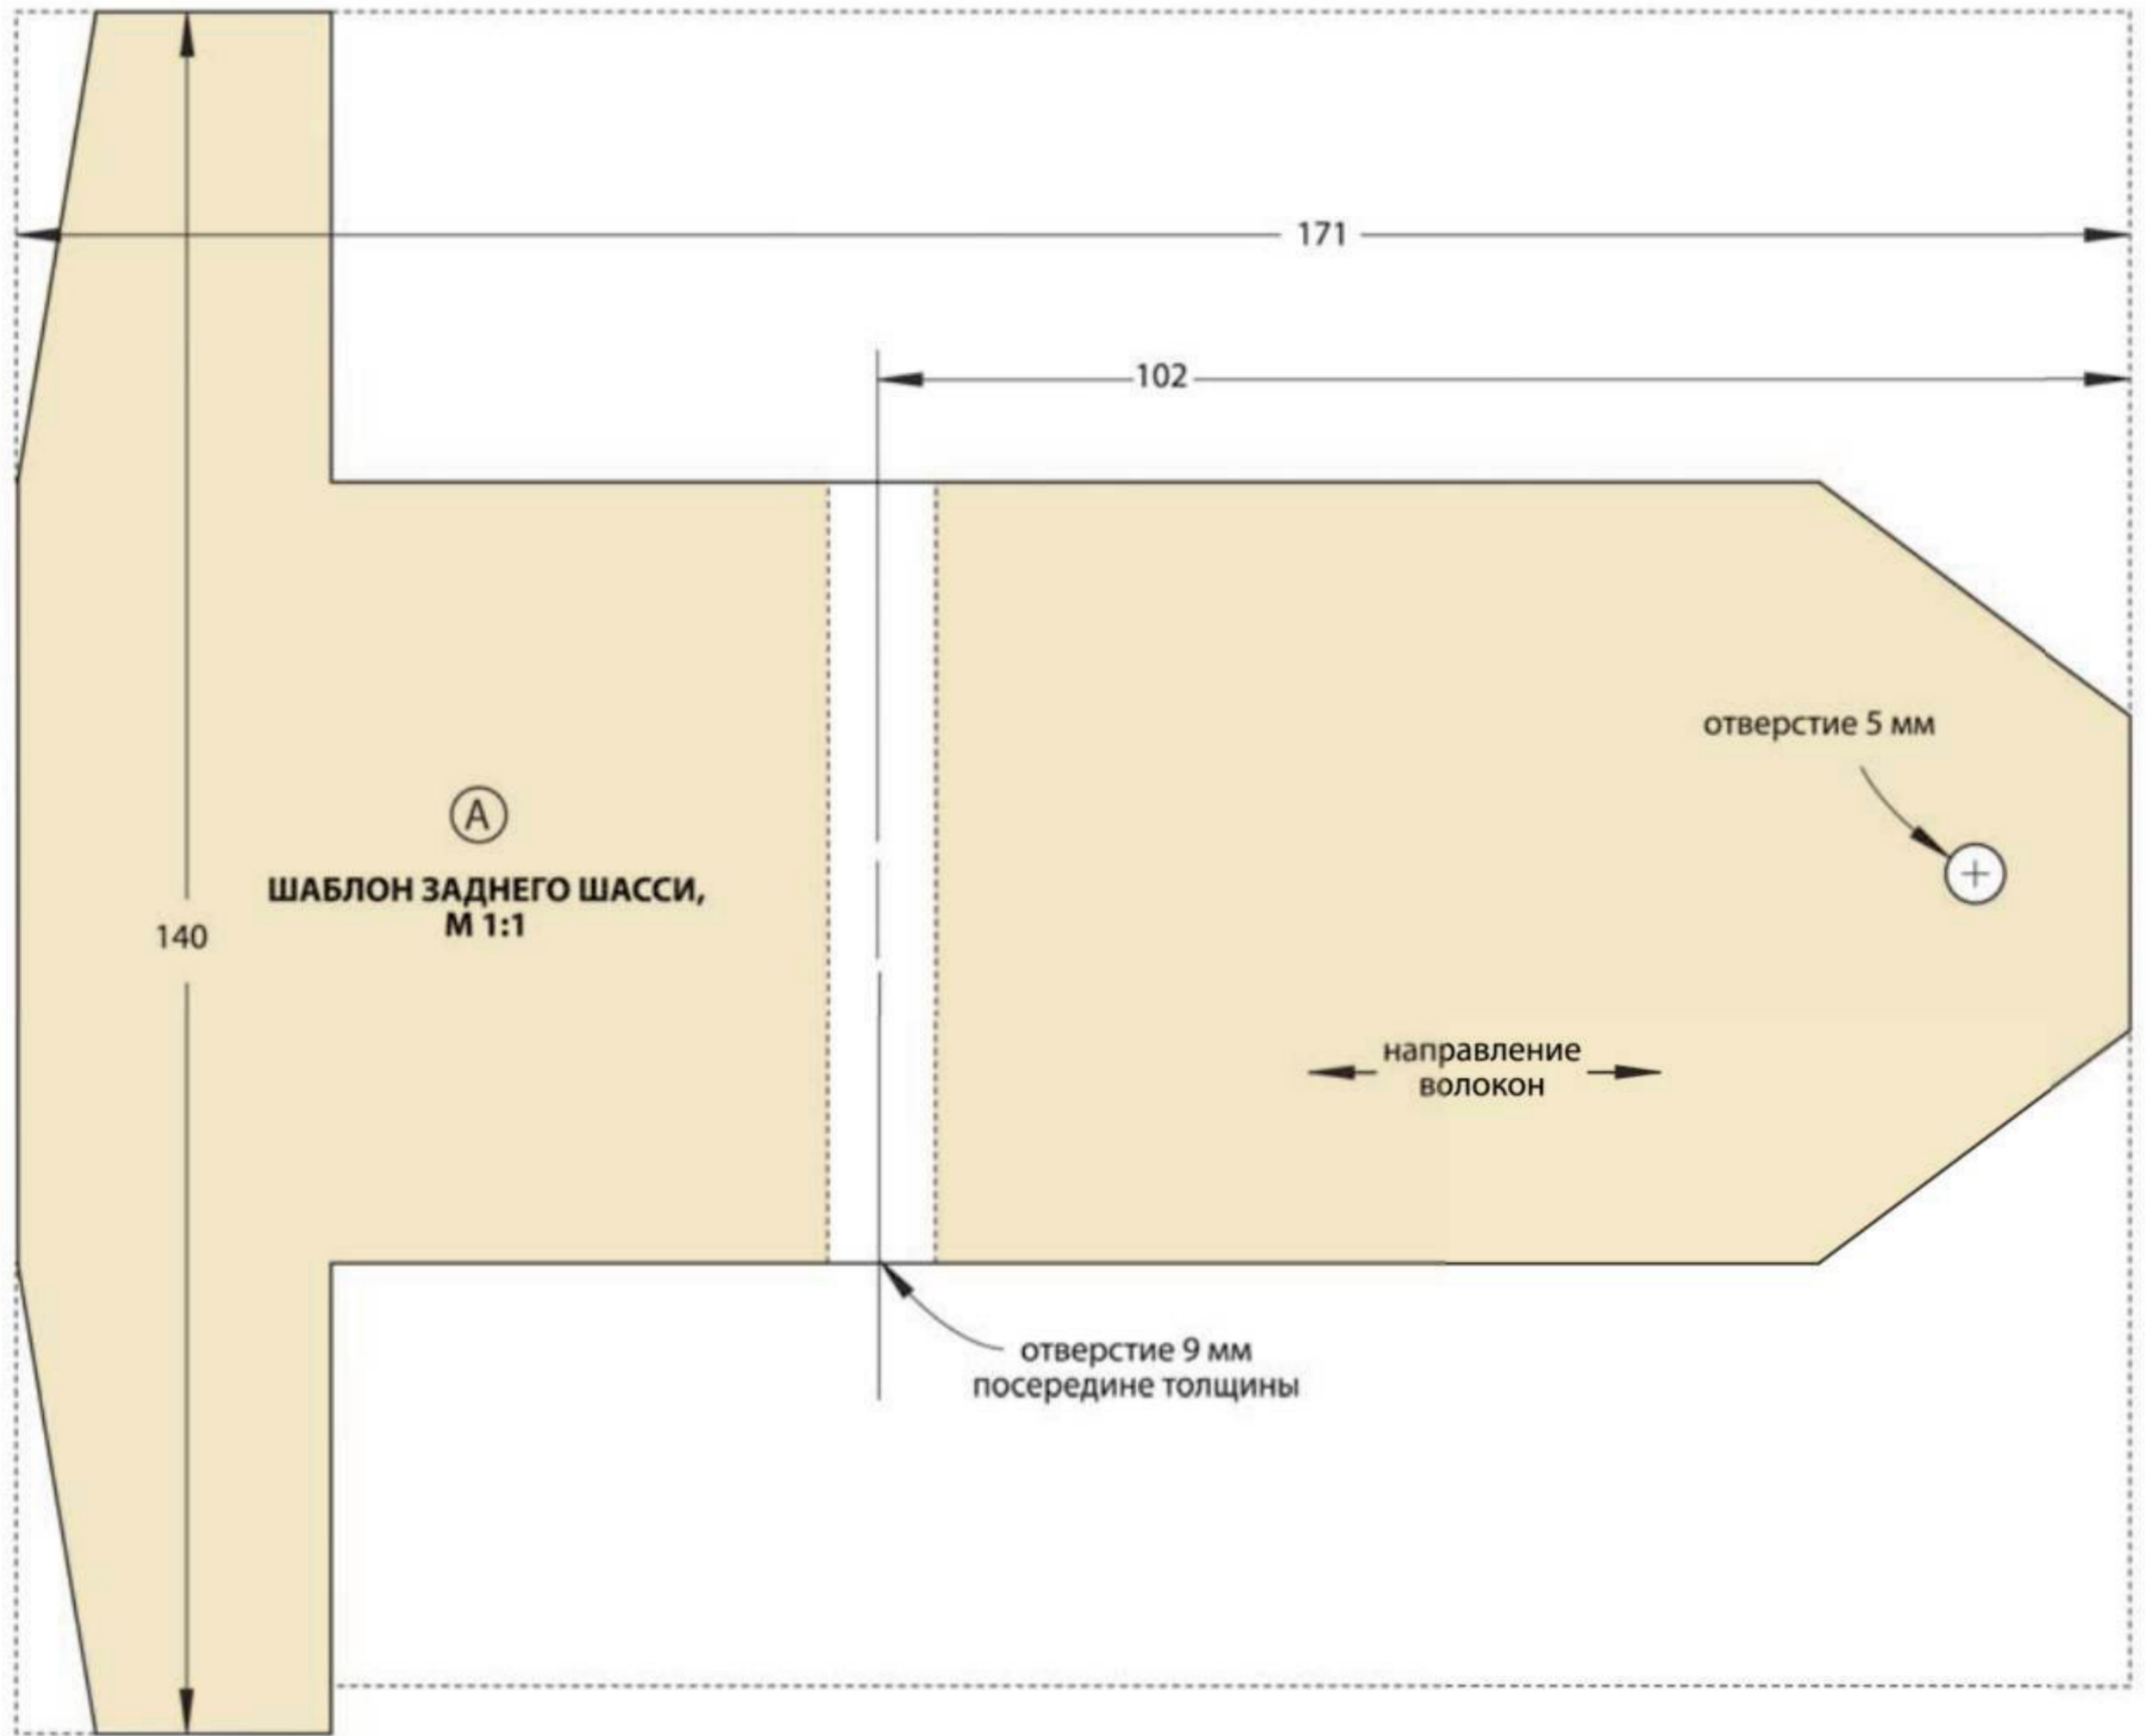 171
102
отверстие 5 мм
A
ШАБЛОН ЗАДНЕГО ШАССИ,
М 1:1
140
направление
волокон
отверстие 9 мм
посередине толщины